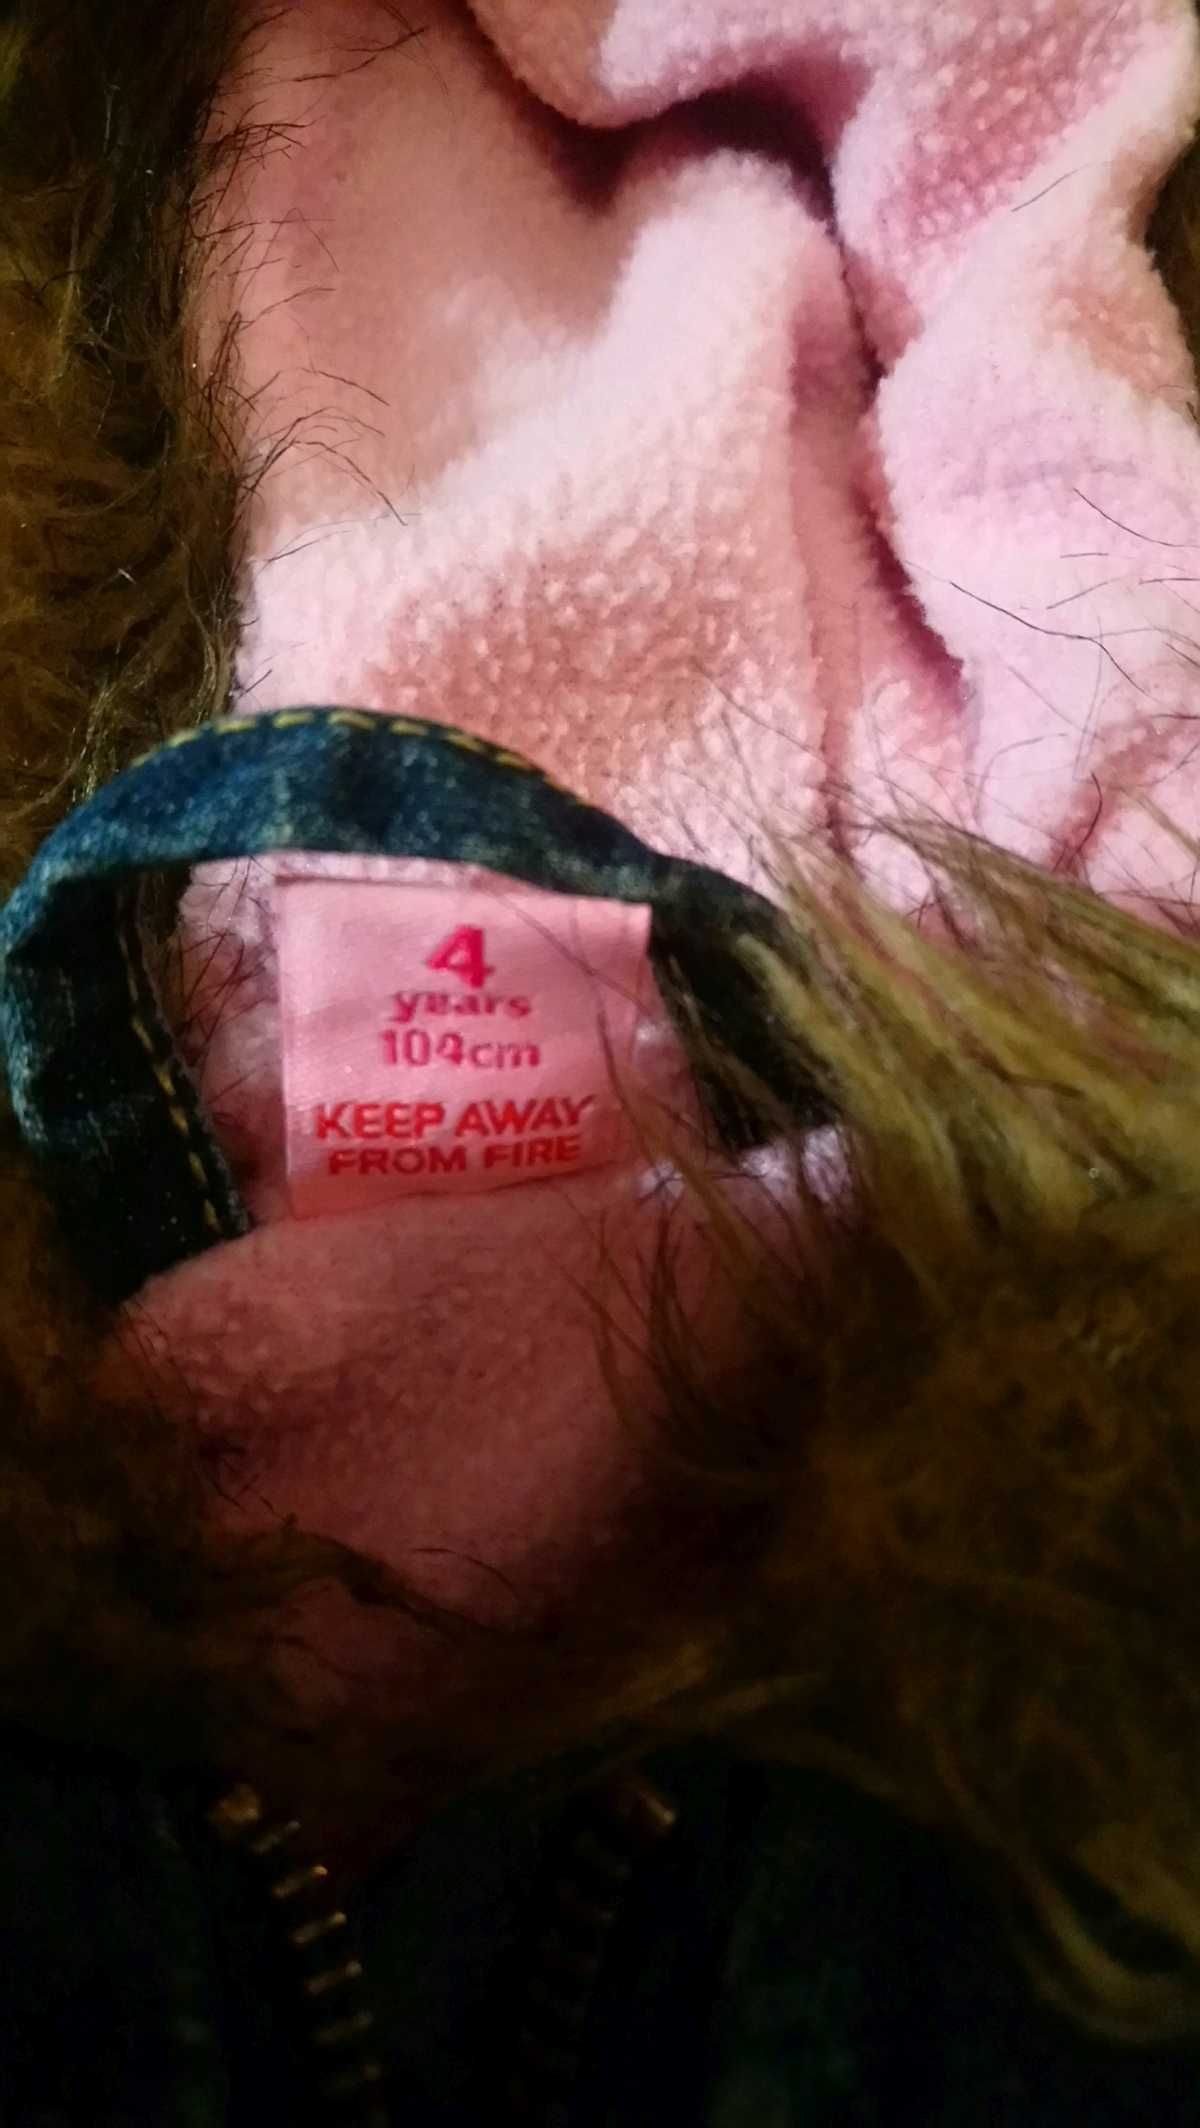 4
years
104cm
KEEP AWAY
FROM FIRE